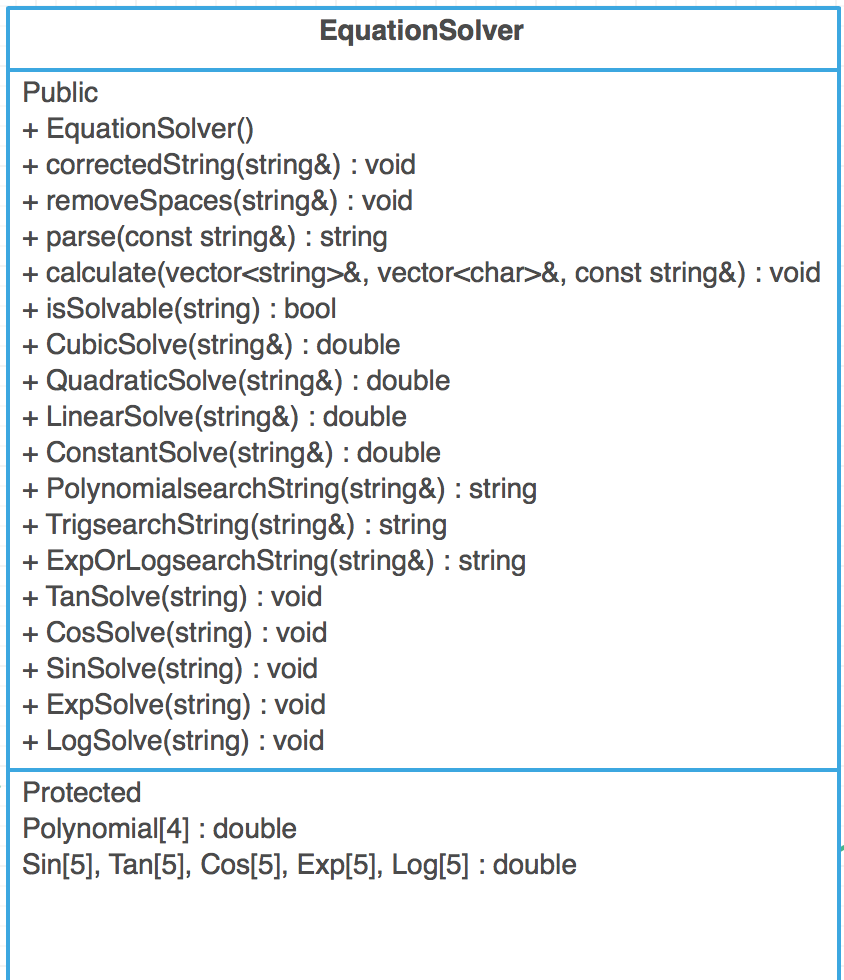 EquationSolver
Public
+ EquationSolver()
+ correctedString(string&) : void
+ removeSpaces(string&) : void
+ parse(const string&) : string
+ calculate(vector<string>&, vector<char>&, const string&) : void
+ isSolvable(string) : bool
+ CubicSolve(string&) : double
+ QuadraticSolve(string&) : double
+ LinearSolve(string&) : double
+ ConstantSolve(string&) : double
+ PolynomialsearchString(string&) : string
+ TrigsearchString(string&) : string
+ ExpOrLogsearchString(string&) : string
+ TanSolve(string) : void
+ CosSolve(string) : void
+ SinSolve(string) : void
+ ExpSolve(string) : void
+ LogSolve(string) : void
Protected
Polynomial[4] : double
Sin[5], Tan[5], Cos[5], Exp[5], Log[5] : double